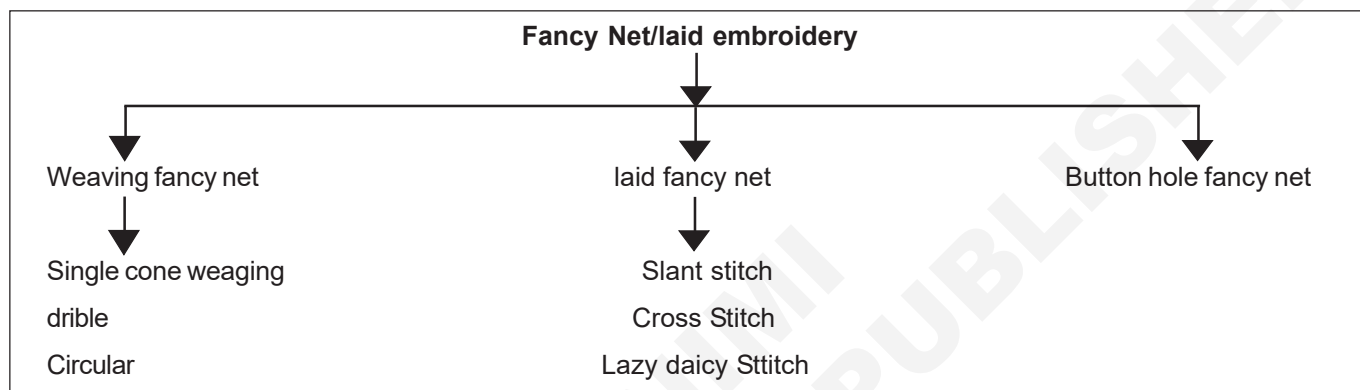 Fancy Net/laid embroidery
Weaving fancy net
laid fancy net
Button hole fancy net
Single cone weaging
Slant stitch
drible
Cross Stitch
Circular
Lazy daicy Sttitch
PUBLISHE